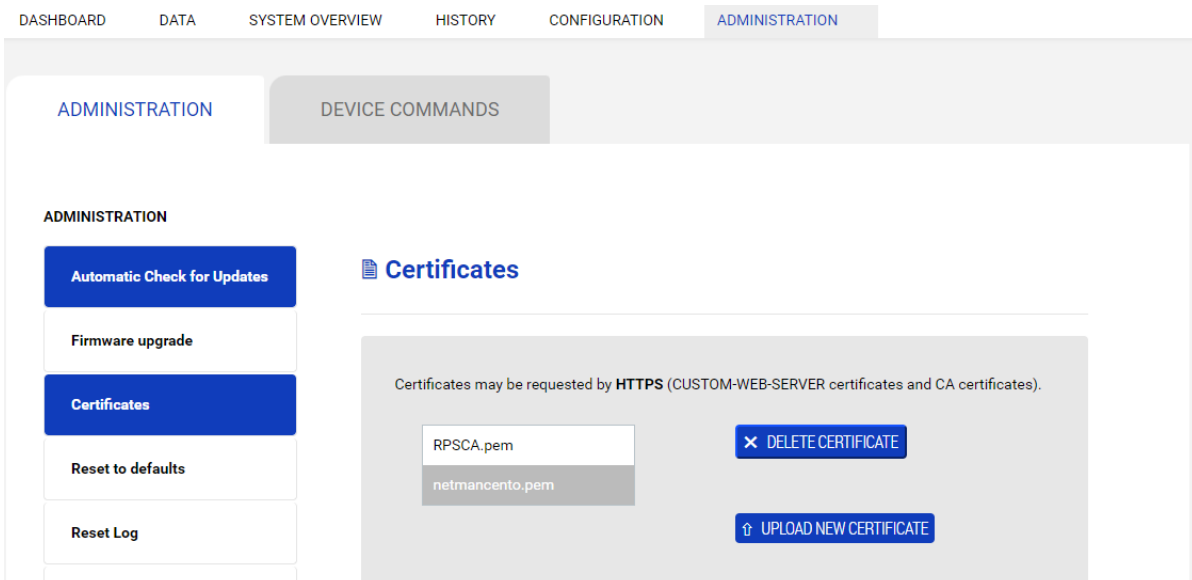 DASHBOARD DATA SYSTEM OVERVIEW HISTORY CONFIGURATION ADMINISTRATION
ADMINISTRATION DEVICE COMMANDS
ADMINISTRATION
Automatic Check for Updates
Firmware upgrade
Certificates
Reset to defaults
Reset Log
Certificates
Certificates may be requested by HTTPS (CUSTOM-WEB-SERVER certificates and CA certificates).
RPSCA.pem
netmancento.pem
DELETE CERTIFICATE
UPLOAD NEW CERTIFICATE